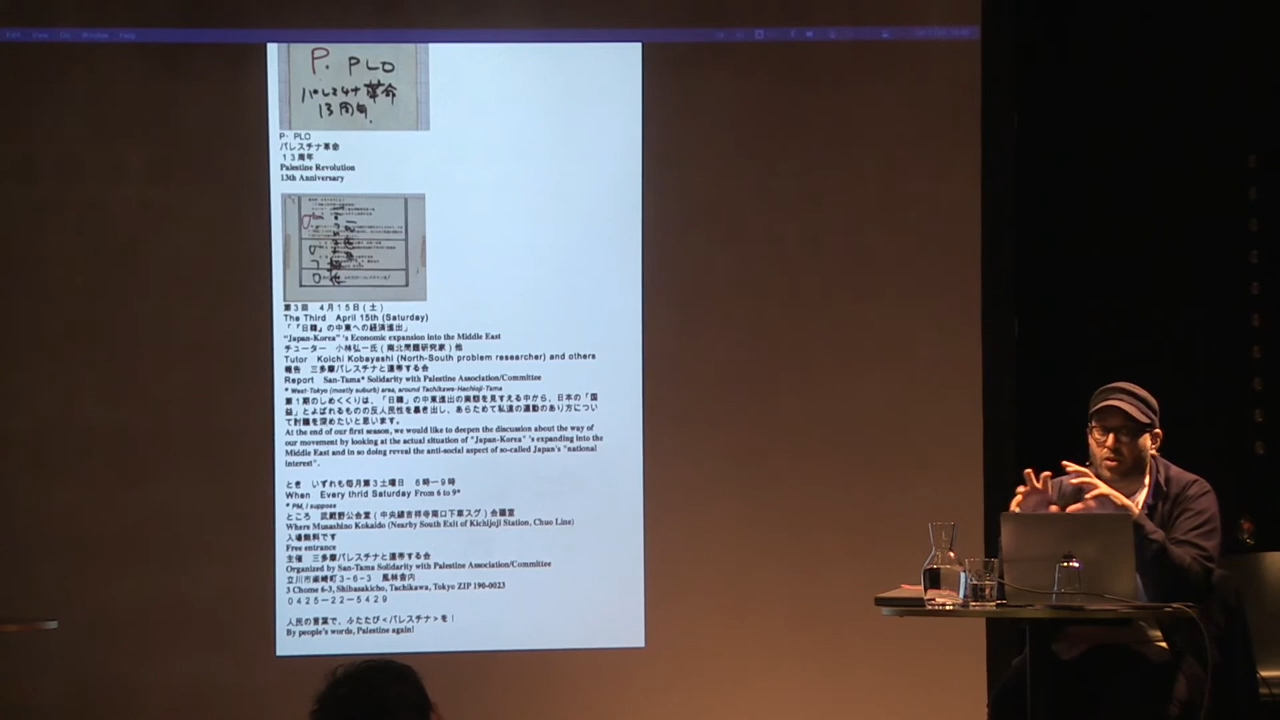 Edit View Go Window Help
P. PLO
パレスチナ革命
13周年.
P・ PLO
パレスチナ革命
１３周年
Palestine Revolution
13th Anniversary
第３回 ４月１５日(土)
The Third April 15th (Saturday)
「『日韓』の中東への経済進出」
"Japan-Korea" 's Economic expansion into the Middle East
チューター 小林弘一氏(南北問題研究家)他
Tutor Koichi Kobayashi (North-South problem researcher) and others
報告 三多摩パレスチナと連帯する会
Report San-Tama* Solidarity with Palestine Association/Committee
* West-Tokyo (mostly suburb) area, around Tachikawa-Hachioji-Tama
第１期のしめくくりは、「日韓」の中東進出の実態を見すえる中から、日本の「国
益」とよばれるものの反人民性を暴き出し、あらためて私達の運動のあり方につい
て討議を深めたいと思います。
At the end of our first season, we would like to deepen the discussion about the way of
our movement by looking at the actual situation of "Japan-Korea" 's expanding into the
Middle East and in so doing reveal the anti-social aspect of so-called Japan's "national
interest".
とき いずれも毎月第３土曜日 ６時ー９時
When Every thrid Saturday From 6 to 9*
* PM, I suppose
ところ 武蔵野公会堂(中央線吉祥寺南口下車スグ)会議室
Where Musashino Kokaido (Nearby South Exit of Kichijoji Station, Chuo Line)
入場無料です
Free entrance
主催 三多摩パレスチナと連帯する会
Organized by San-Tama Solidarity with Palestine Association/Committee
立川市柴崎町３－６－３ 風林舎内
3 Chome 6-3, Shibasakicho, Tachikawa, Tokyo ZIP 190-0023
０４２５ー２２ー５４２９
人民の言葉で、ふたたび<パレスチナ>を！
By people's words, Palestine again!